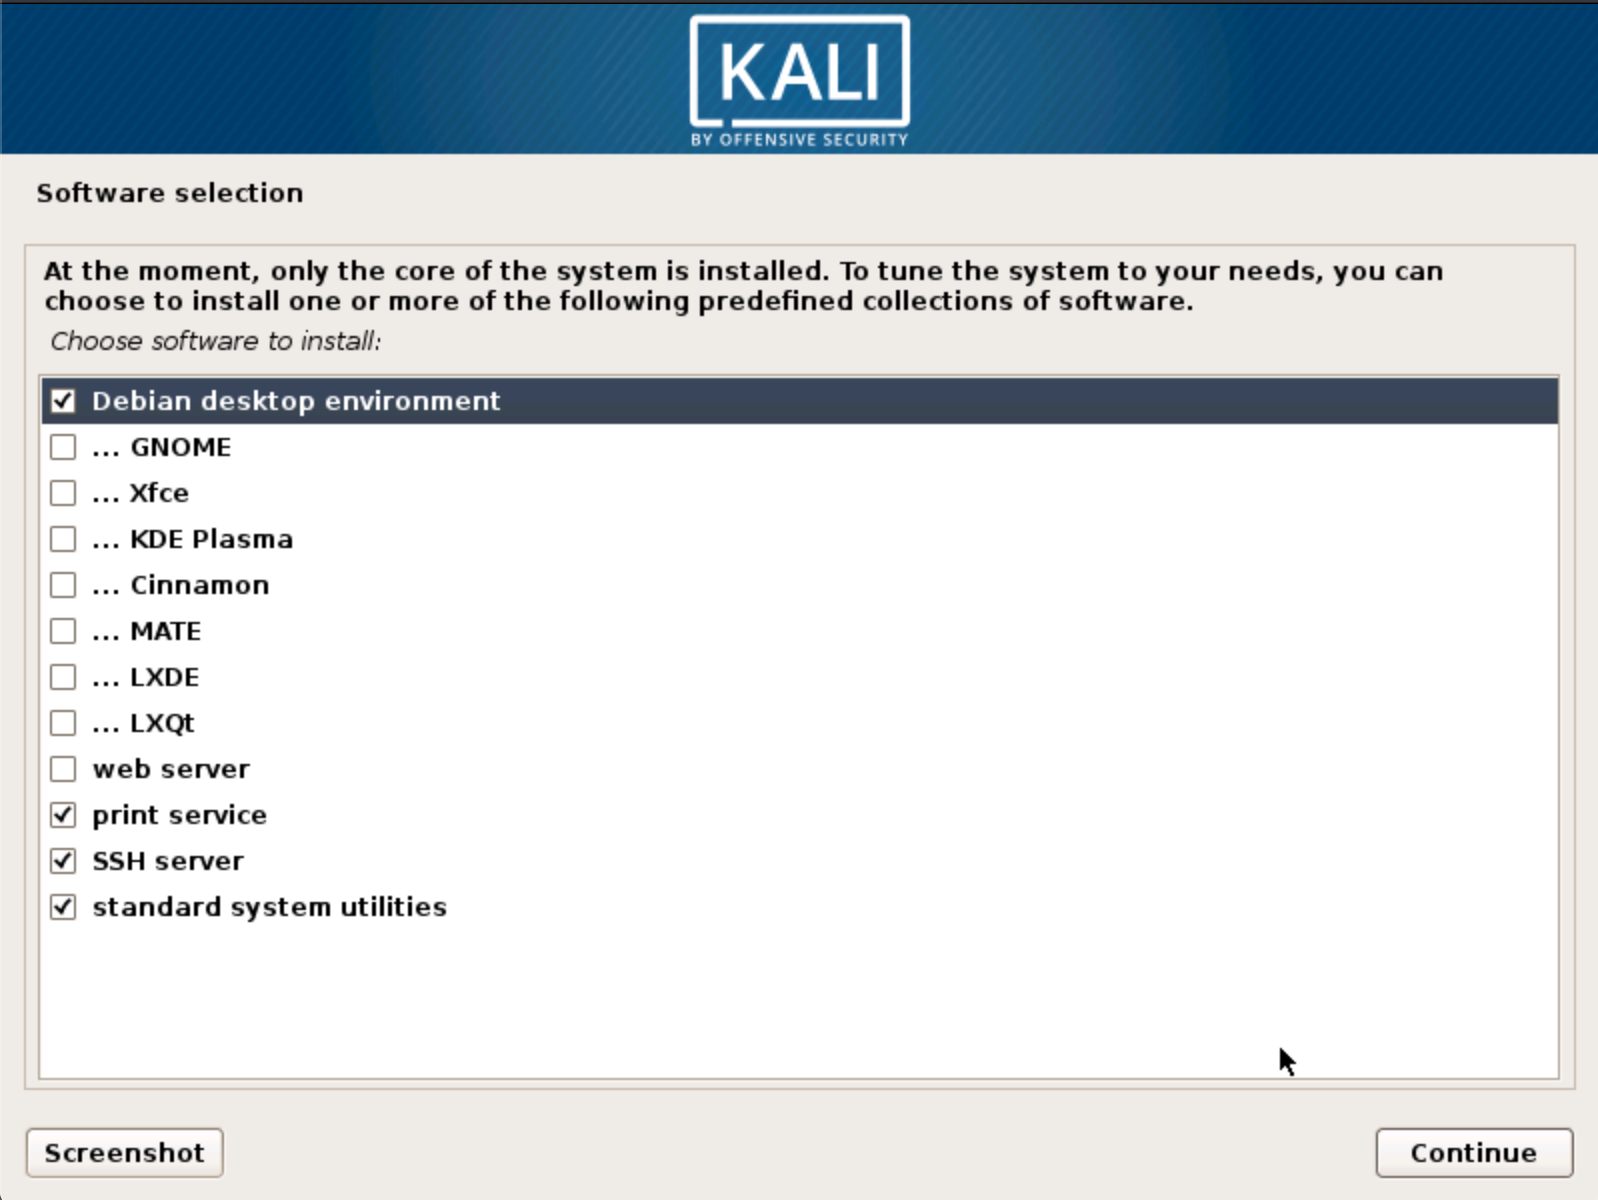 KALI
BY OFFENSIVE SECURITY
Software selection
At the moment, only the core of the system is installed. To tune the system to your needs, you can
choose to install one or more of the following predefined collections of software.
Choose software to install:
Debian desktop environment
... GNOME
... Xfce
... KDE Plasma
... Cinnamon
... MATE
... LXDE
... LXQt
web server
print service
SSH server
standard system utilities
Screenshot
Continue